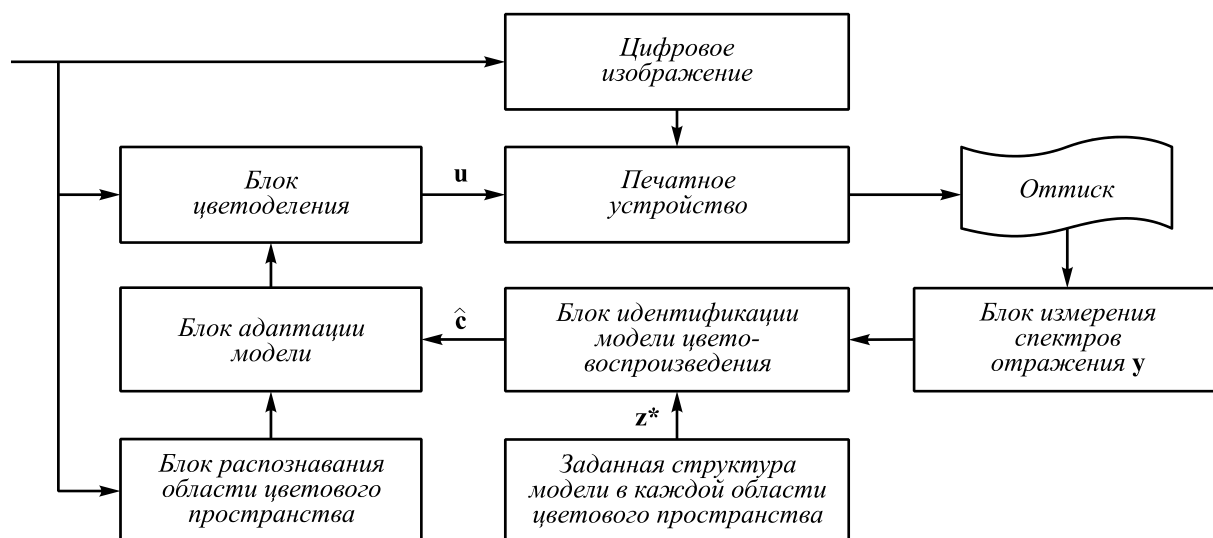 Цифровое
изображение
Блок
цветоделения
u
Печатное
устройство
Оттиск
Блок адаптации
модели
ĉ
Блок идентификации
модели цвето-
воспроизведения
Блок измерения
спектров
отражения y
z*
Блок распознавания
области цветового
пространства
Заданная структура
модели в каждой области
цветового пространства